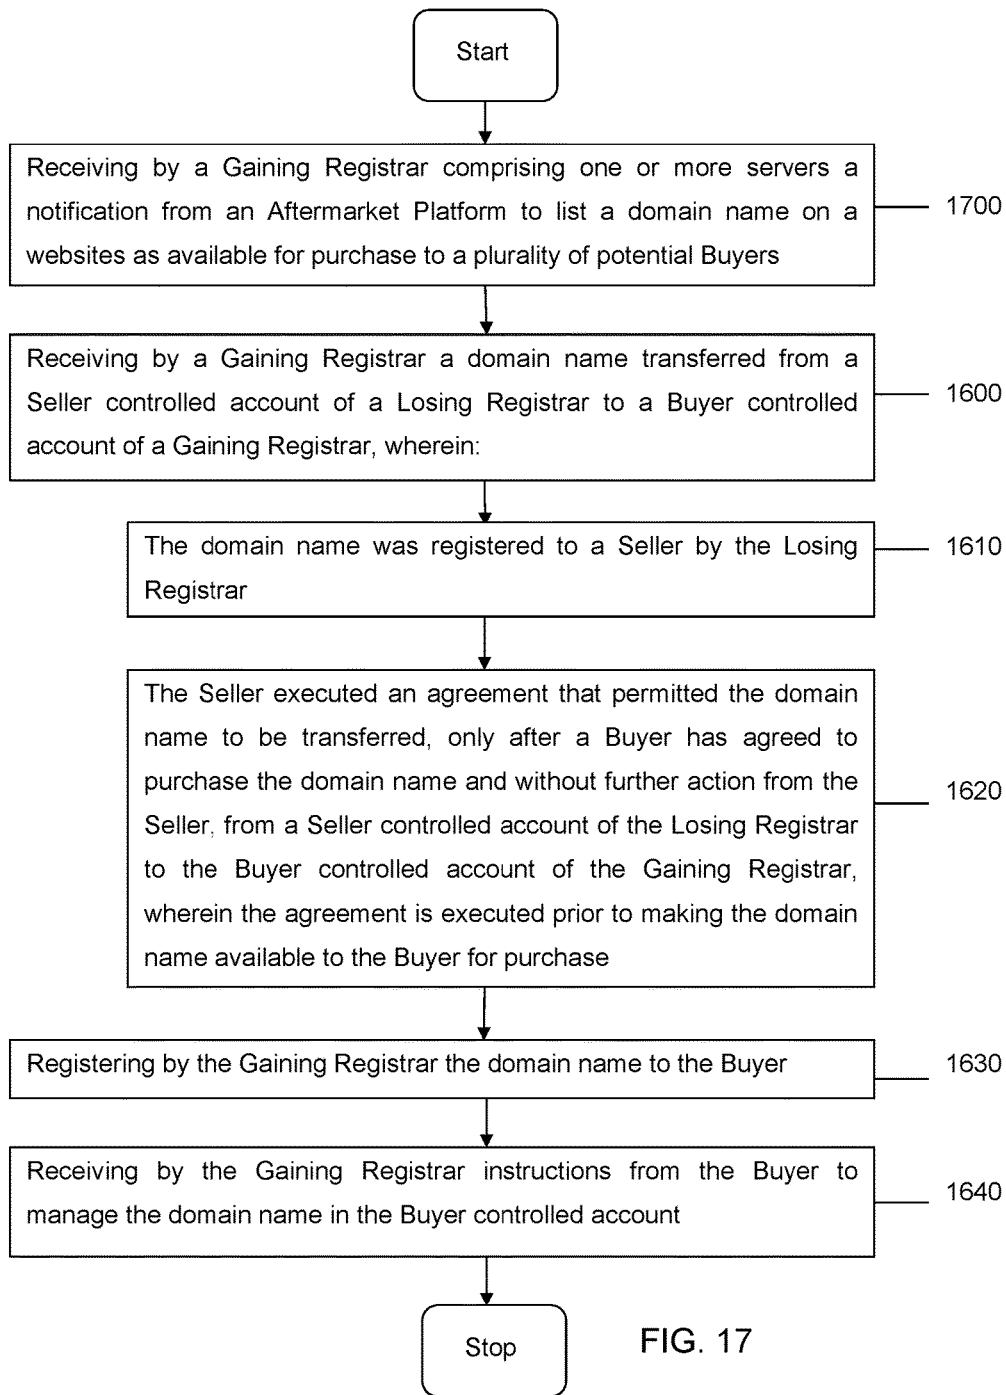 Start
Receiving by a Gaining Registrar comprising one or more servers a
notification from an Aftermarket Platform to list a domain name on a
websites as available for purchase to a plurality of potential Buyers
1700
Receiving by a Gaining Registrar a domain name transferred from a
Seller controlled account of a Losing Registrar to a Buyer controlled
account of a Gaining Registrar, wherein:
1600
The domain name was registered to a Seller by the Losing
Registrar
1610
The Seller executed an agreement that permitted the domain
name to be transferred, only after a Buyer has agreed to
purchase the domain name and without further action from the
Seller, from a Seller controlled account of the Losing Registrar
to the Buyer controlled account of the Gaining Registrar,
wherein the agreement is executed prior to making the domain
name available to the Buyer for purchase
1620
Registering by the Gaining Registrar the domain name to the Buyer
1630
Receiving by the Gaining Registrar instructions from the Buyer to
manage the domain name in the Buyer controlled account
1640
Stop
FIG. 17